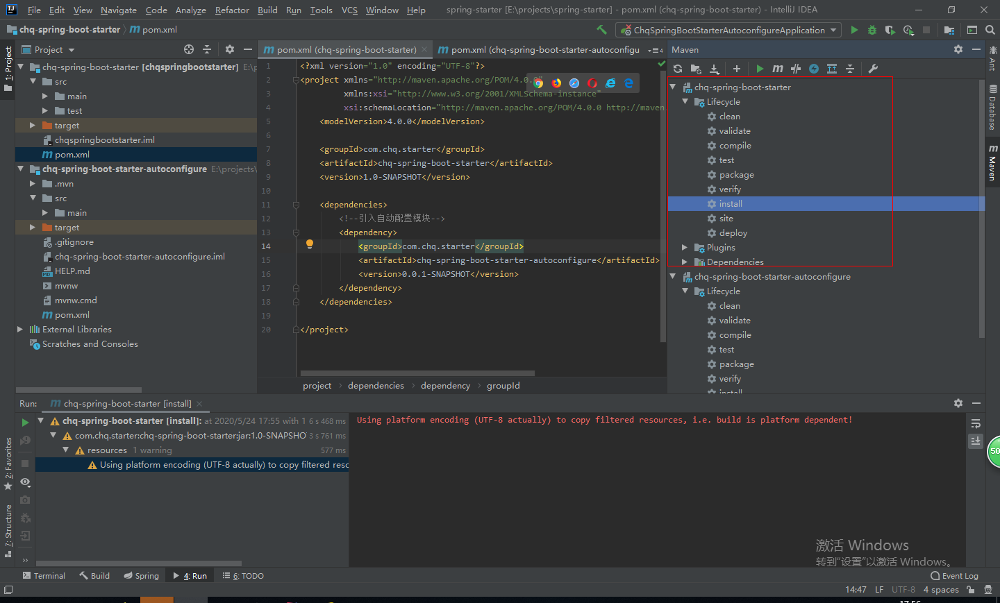 File Edit View Navigate Code Analyze Refactor Build Run Tools VCS Window Help spring-starter [E:\projects\spring-starter] - pom.xml (chq-spring-boot-starter) - IntelliJ IDEA
chq-spring-boot-starter pom.xml ChqSpringBootStarterAutoconfigureApplication
1: Project
Project
chq-spring-boot-starter [chqspringbootstarter] E:\p
src
main
test
target
chqspringbootstarter.iml
pom.xml
chq-spring-boot-starter-autoconfigure E:\projects\
.mvn
src
main
target
.gitignore
chq-spring-boot-starter-autoconfigure.iml
HELP.md
mvnw
mvnw.cmd
pom.xml
External Libraries
Scratches and Consoles
pom.xml (chq-spring-boot-starter) pom.xml (chq-spring-boot-starter-autoconfigu 4
1 <?xml version="1.0" encoding="UTF-8"?>
2 <project xmlns="http://maven.apache.org/POM/4.0.0"
3 xmlns:xsi="http://www.w3.org/2001/XMLSchema-instance"
4 xsi:schemaLocation="http://maven.apache.org/POM/4.0.0 http://maven.
5 <modelVersion>4.0.0</modelVersion>
6
7 <groupId>com.chq.starter</groupId>
8 <artifactId>chq-spring-boot-starter</artifactId>
9 <version>1.0-SNAPSHOT</version>
10
11 <dependencies>
12 <!--引入自动配置模块-->
13 <dependency>
14 <groupId>com.chq.starter</groupId>
15 <artifactId>chq-spring-boot-starter-autoconfigure</artifactId>
16 <version>0.0.1-SNAPSHOT</version>
17 </dependency>
18 </dependencies>
19
20 </project>
project dependencies dependency groupId
Maven
chq-spring-boot-starter
Lifecycle
clean
validate
compile
test
package
verify
install
site
deploy
Plugins
Dependencies
chq-spring-boot-starter-autoconfigure
Lifecycle
clean
validate
compile
test
package
verify
install
Ant
Database
Maven
Run: chq-spring-boot-starter [install]
chq-spring-boot-starter [install]: at 2020/5/24 17:55 with 1 6 s 468 ms
com.chq.starter:chq-spring-boot-starter:jar:1.0-SNAPSHO 3 s 761 ms
resources 1 warning 577 ms
Using platform encoding (UTF-8 actually) to copy filtered reso
Using platform encoding (UTF-8 actually) to copy filtered resources, i.e. build is platform dependent!
2: Favorites
7: Structure
50
激活 Windows
转到“设置”以激活 Windows。
Terminal Build Spring 4: Run 6: TODO Event Log
14:47 LF UTF-8 4 spaces
17:56